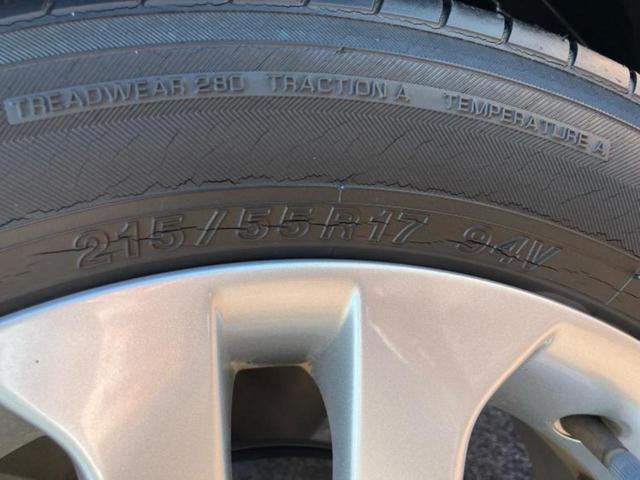 TREADWEAR 280 TRACTION A TEMPERATURE A
215/55R17 94V